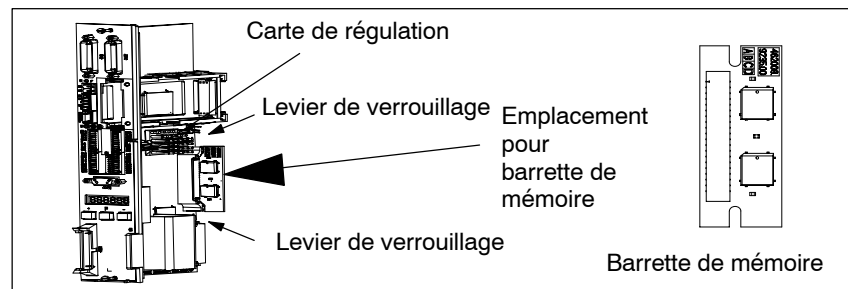 Carte de régulation
Levier de verrouillage
Emplacement
pour
barrette de
mémoire
Levier de verrouillage
Barrette de mémoire